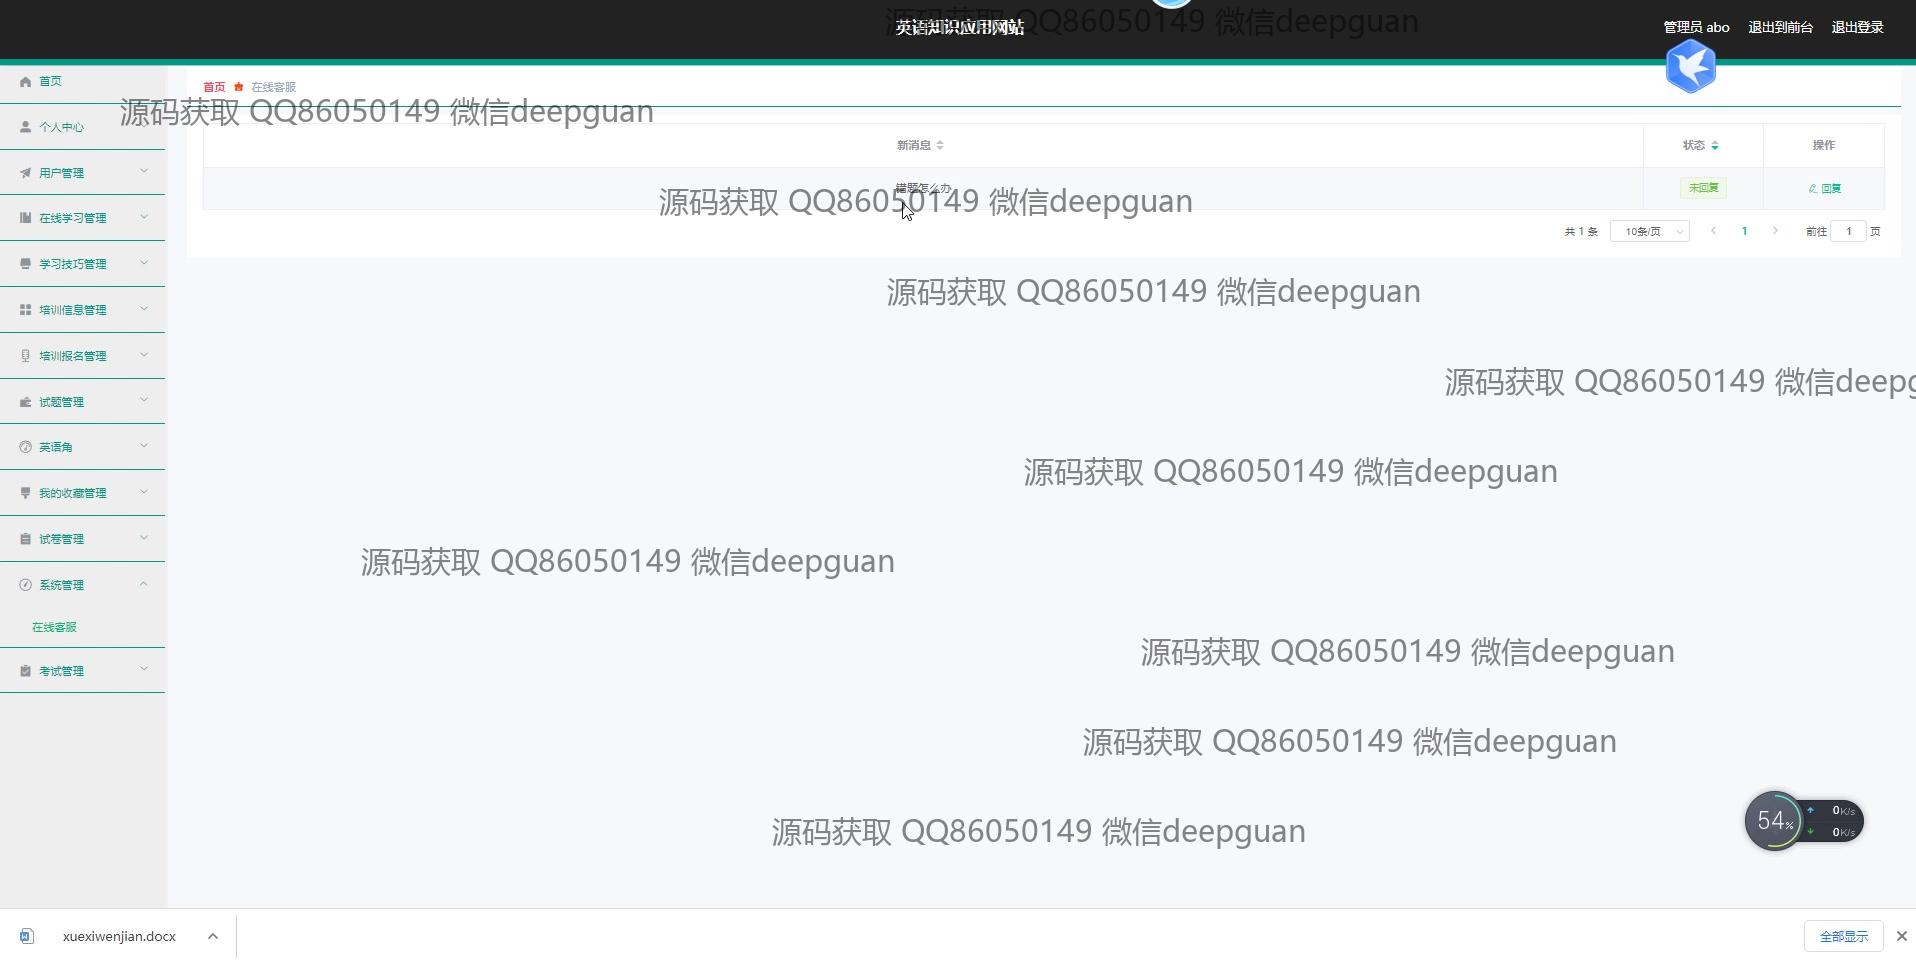 源码获取 QQ86050149 微信deepguan
英语知识应用网站
管理员 abo
退出到前台
退出登录
首页
个人中心
用户管理
在线学习管理
学习技巧管理
培训信息管理
培训报名管理
试题管理
英语角
我的收藏管理
试卷管理
系统管理
在线客服
考试管理
首页 在线客服
源码获取 QQ86050149 微信deepguan
新消息 状态 操作
错题怎么办 未回复 回复
源码获取 QQ86050149 微信deepguan
共 1 条 10条/页 1 前往 1 页
源码获取 QQ86050149 微信deepguan
源码获取 QQ86050149 微信deepg
源码获取 QQ86050149 微信deepguan
源码获取 QQ86050149 微信deepguan
源码获取 QQ86050149 微信deepguan
源码获取 QQ86050149 微信deepguan
源码获取 QQ86050149 微信deepguan
54%
0K/s
0K/s
xuexiwenjian.docx
全部显示